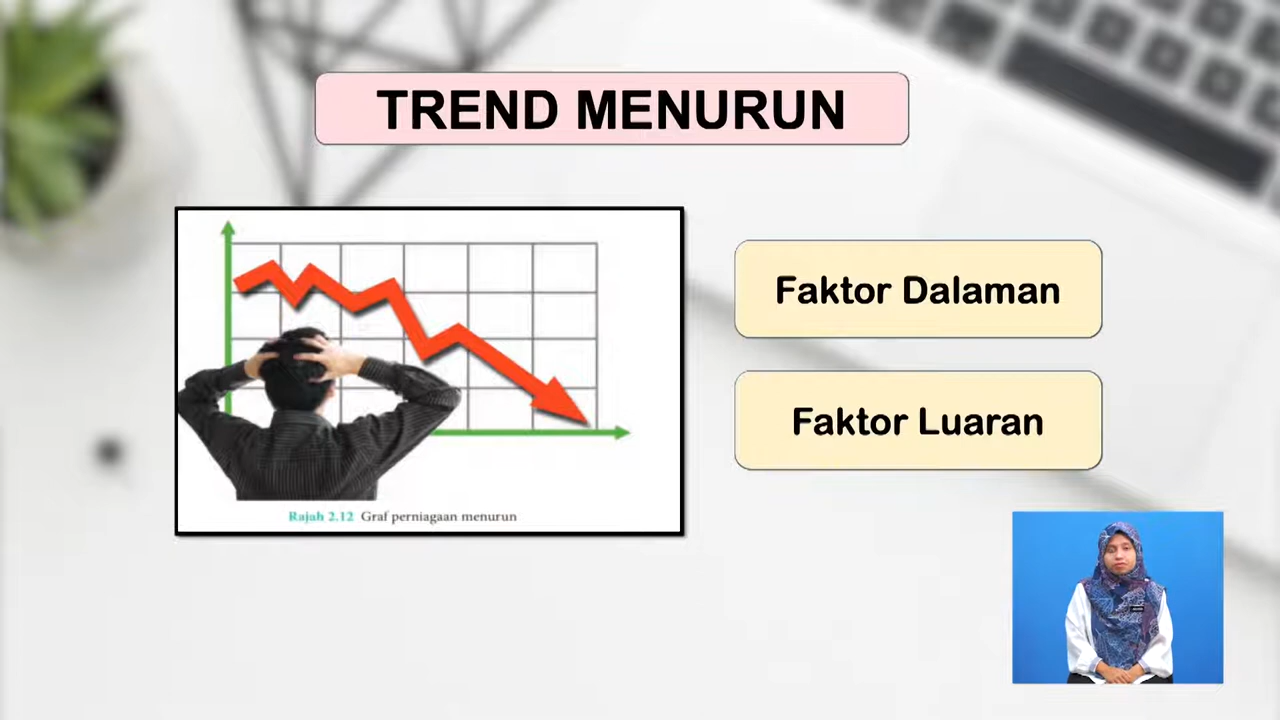 TREND MENURUN
Rajah 2.12 Graf perniagaan menurun
Faktor Dalaman
Faktor Luaran